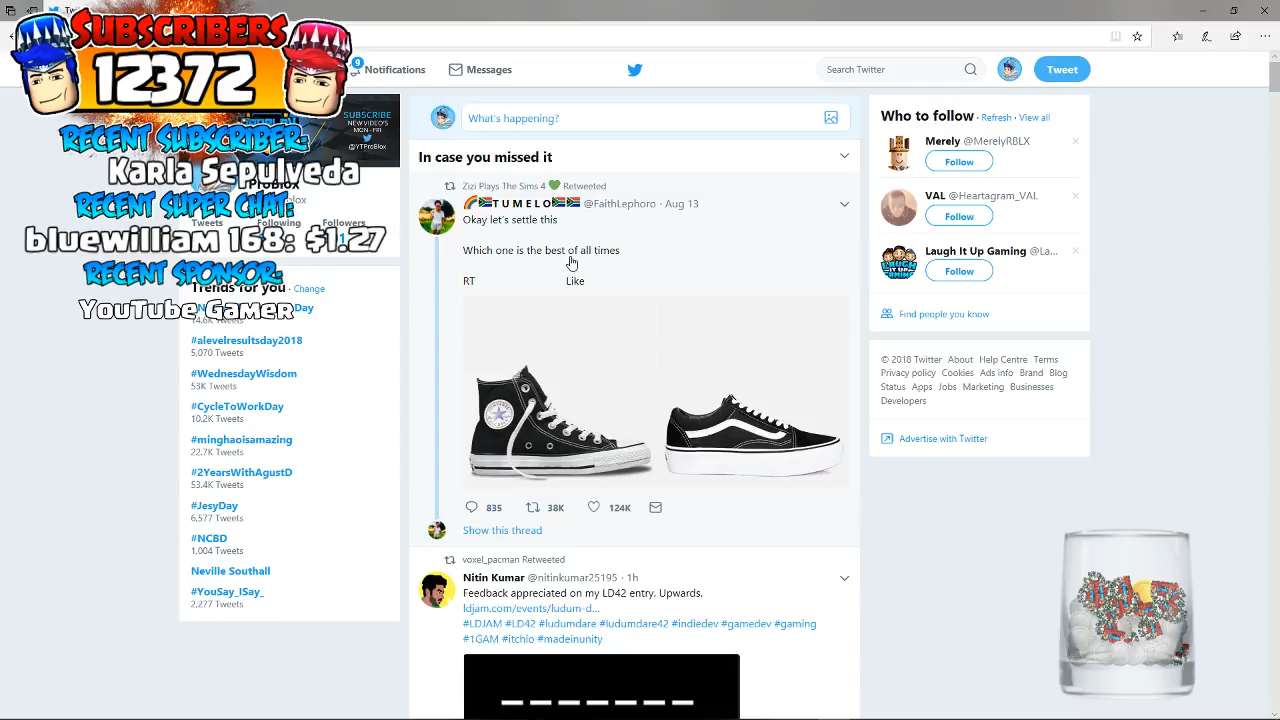 SUBSCRIBERS
12372
RECENT SUBSCRIBER:
Karla Sepulveda
RECENT SUPER CHAT:
bluewilliam 168: $1.27
RECENT SPONSOR:
YouTube Gamer
9
Notifications
Messages
Search Twitter
Tweet
SUBSCRIBE
NEW VIDEO'S
MON - FRI
@YTProBlox
ProBlox
Tweets
Following
Followers
Trends for you · Change
14.6K Tweets
#alevelresultsday2018
5,070 Tweets
#WednesdayWisdom
53K Tweets
#CycleToWorkDay
10.2K Tweets
#minghaoisamazing
22.7K Tweets
#2YearsWithAgustD
53.4K Tweets
#JesyDay
6,577 Tweets
#NCBD
1,004 Tweets
Neville Southall
#YouSay_ISay_
2,277 Tweets
What's happening?
In case you missed it
Zizi Plays The Sims 4 💚 Retweeted
🌈🇿🇦T U M E L O🇿🇦🇿🇦 @FaithLephoro · Aug 13
Okay let's settle this
Which one is the best of all times
RT Like
835 38K 124K
Show this thread
voxel_pacman Retweeted
Nitin Kumar @nitinkumar25195 · 1h
Feedback appreciated on my LD42 entry. Upwards.
ldjam.com/events/ludum-d...
#LDJAM #LD42 #ludumdare #ludumdare42 #indiedev #gamedev #gaming
#1GAM #itchio #madeinunity
Who to follow · Refresh · View all
Merely @MerelyRBLX
Follow
VAL @Heartagram_VAL
Follow
Laugh It Up Gaming @La...
Follow
Find people you know
© 2018 Twitter About Help Centre Terms
Privacy policy Cookies Ads info Brand Blog
Status Apps Jobs Marketing Businesses
Developers
Advertise with Twitter